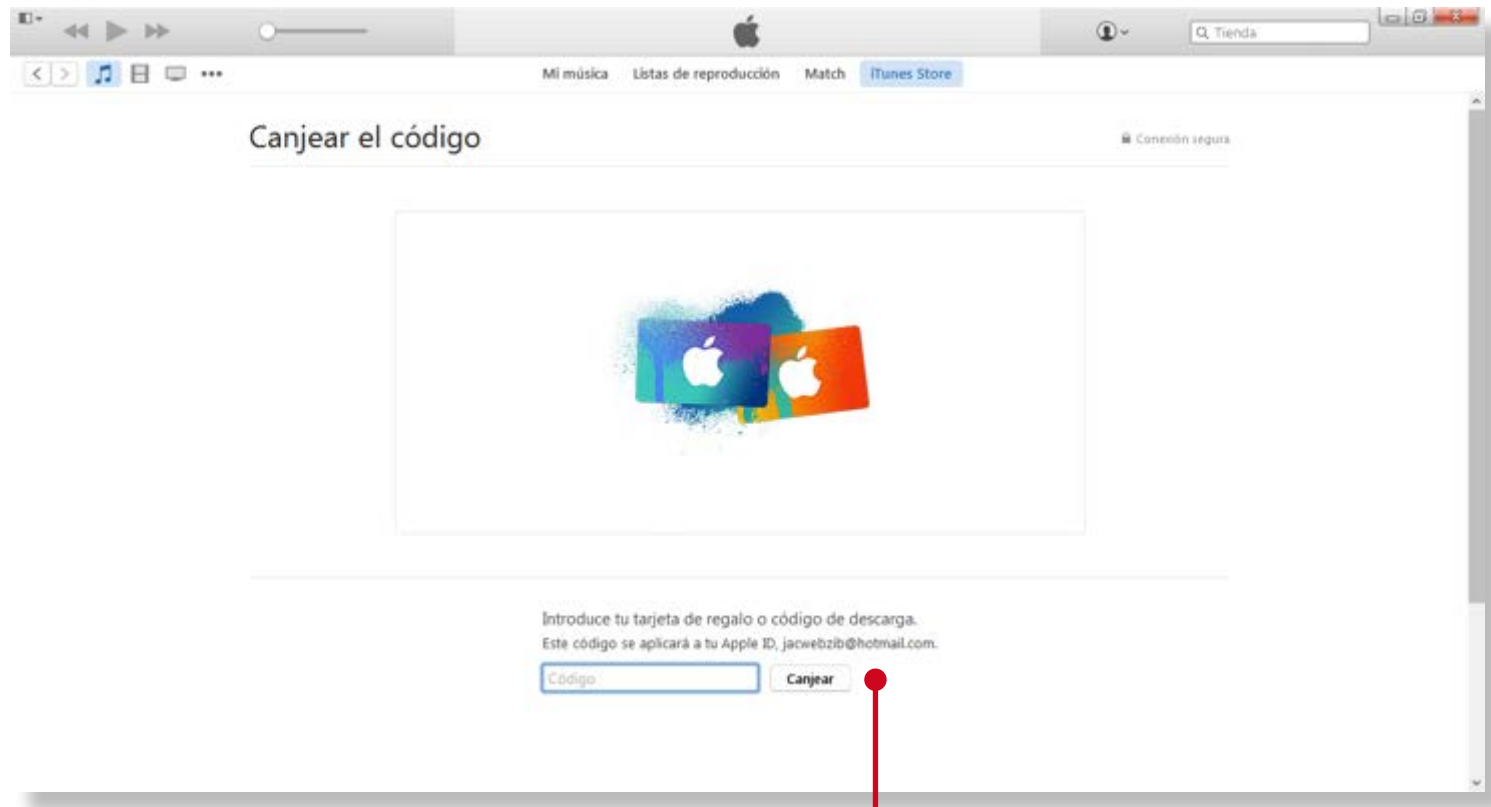 Tienda
Mi música Listas de reproducción Match iTunes Store
Canjear el código
Conexión segura
Introduce tu tarjeta de regalo o código de descarga.
Este código se aplicará a tu Apple ID, jacwebzib@hotmail.com.
Código Canjear